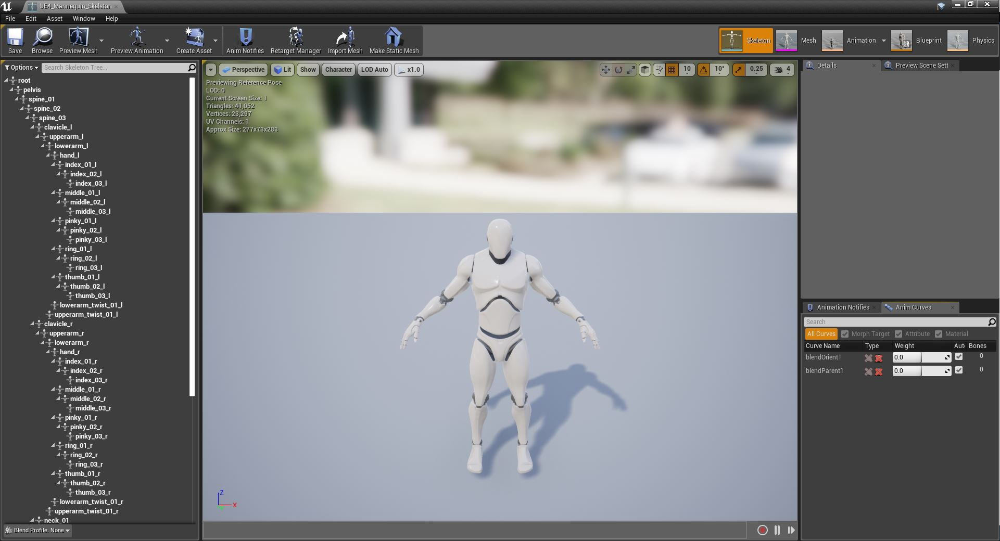 UE4_Mannequin_Skeleton
File Edit Asset Window Help
Save Browse Preview Mesh Preview Animation Create Asset Anim Notifies Retarget Manager Import Mesh Make Static Mesh
Skeleton Mesh Animation Blueprint Physics
Options Search Skeleton Tree...
root
pelvis
spine_01
spine_02
spine_03
clavicle_l
upperarm_l
lowerarm_l
hand_l
index_01_l
index_02_l
index_03_l
middle_01_l
middle_02_l
middle_03_l
pinky_01_l
pinky_02_l
pinky_03_l
ring_01_l
ring_02_l
ring_03_l
thumb_01_l
thumb_02_l
thumb_03_l
lowerarm_twist_01_l
upperarm_twist_01_l
clavicle_r
upperarm_r
lowerarm_r
hand_r
index_01_r
index_02_r
index_03_r
middle_01_r
middle_02_r
middle_03_r
pinky_01_r
pinky_02_r
pinky_03_r
ring_01_r
ring_02_r
ring_03_r
thumb_01_r
thumb_02_r
thumb_03_r
lowerarm_twist_01_r
upperarm_twist_01_r
neck_01
Blend Profile: None
Perspective Lit Show Character LOD Auto x1.0 10 10° 0.25 4
Previewing Reference Pose
LOD: 0
Current Screen Size: 1
Triangles: 41,052
Vertices: 23,297
UV Channels: 1
Approx Size: 277x73x283
Z
X
Details Preview Scene Sett
Animation Notifies Anim Curves
Search
All Curves Morph Target Attribute Material
Curve Name Type Weight Aut Bones
blendOrient1 0.0 0
blendParent1 0.0 0